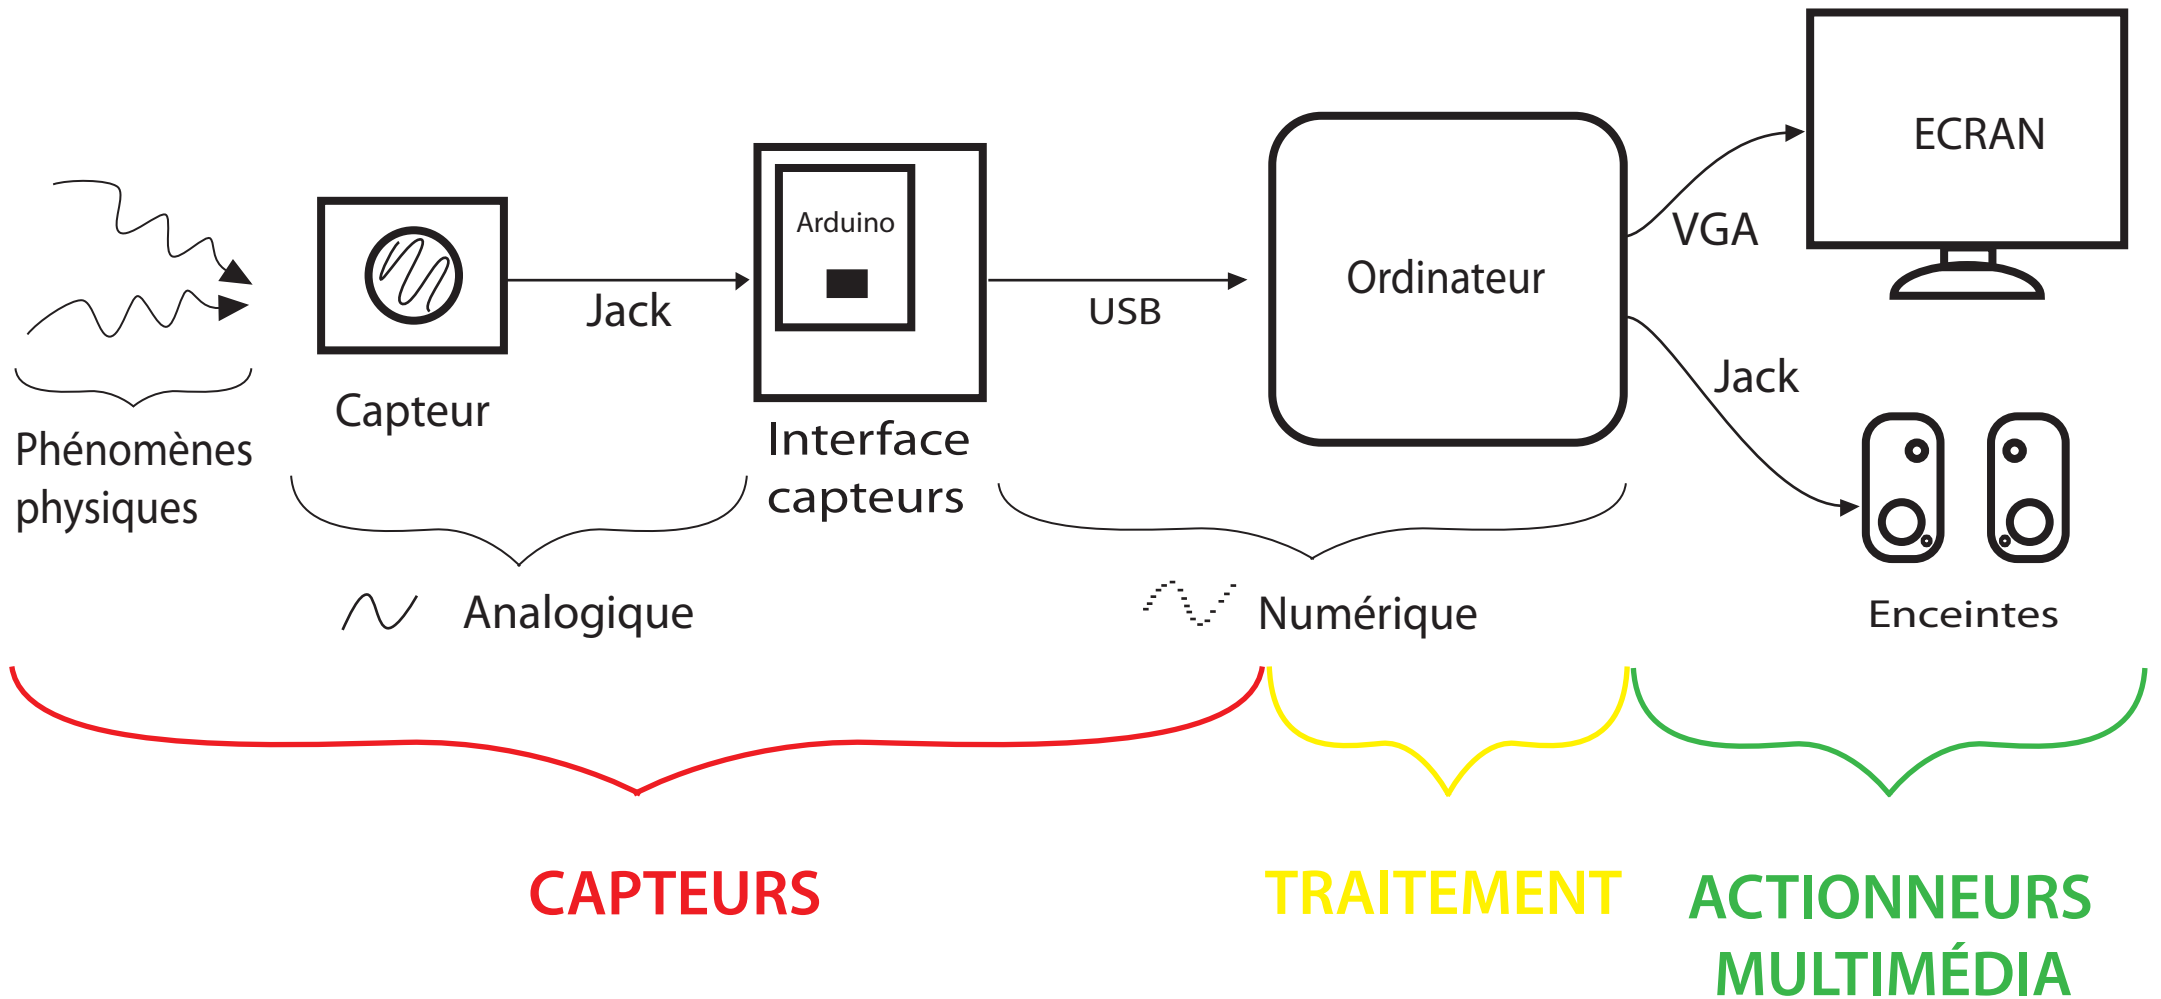 ECRAN
Arduino
VGA
Ordinateur
Jack
USB
Jack
Capteur
Interface
capteurs
Phénomènes
physiques
Analogique
Numérique
Enceintes
CAPTEURS
TRAITEMENT
ACTIONNEURS
MULTIMÉDIA